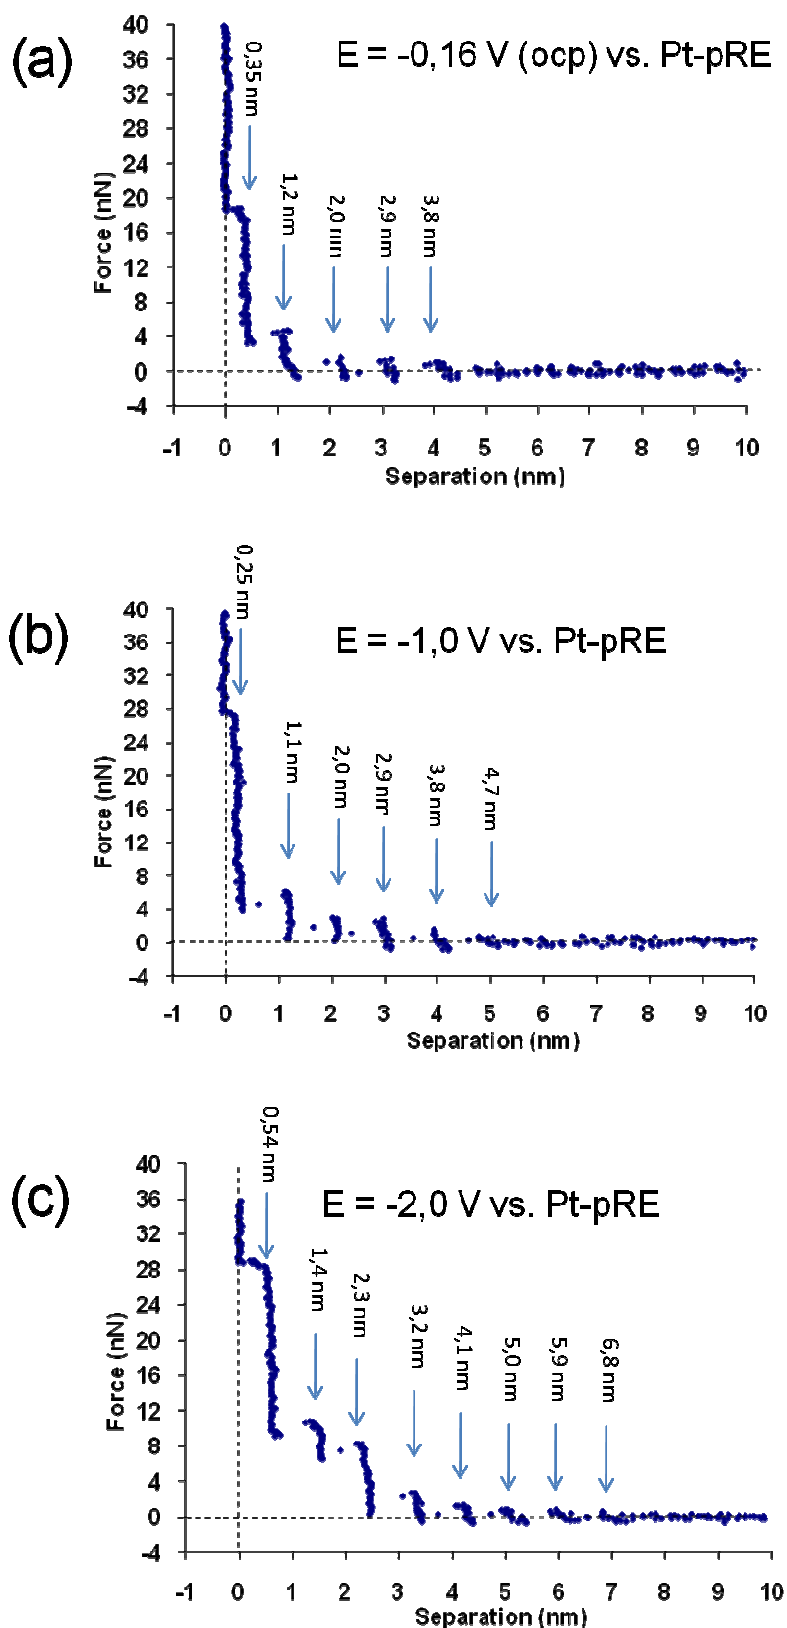 (a)
E = -0,16 V (ocp) vs. Pt-pRE
0,35 nm
1,2 nm
2,0 nm
2,9 nm
3,8 nm
Force (nN)
40
36
32
28
24
20
16
12
8
4
0
-4
-1 0 1 2 3 4 5 6 7 8 9 10
Separation (nm)
(b)
E = -1,0 V vs. Pt-pRE
0,25 nm
1,1 nm
2,0 nm
2,9 nm
3,8 nm
4,7 nm
Force (nN)
40
36
32
28
24
20
16
12
8
4
0
-4
-1 0 1 2 3 4 5 6 7 8 9 10
Separation (nm)
(c)
E = -2,0 V vs. Pt-pRE
0,54 nm
1,4 nm
2,3 nm
3,2 nm
4,1 nm
5,0 nm
5,9 nm
6,8 nm
Force (nN)
40
36
32
28
24
20
16
12
8
4
0
-4
-1 0 1 2 3 4 5 6 7 8 9 10
Separation (nm)